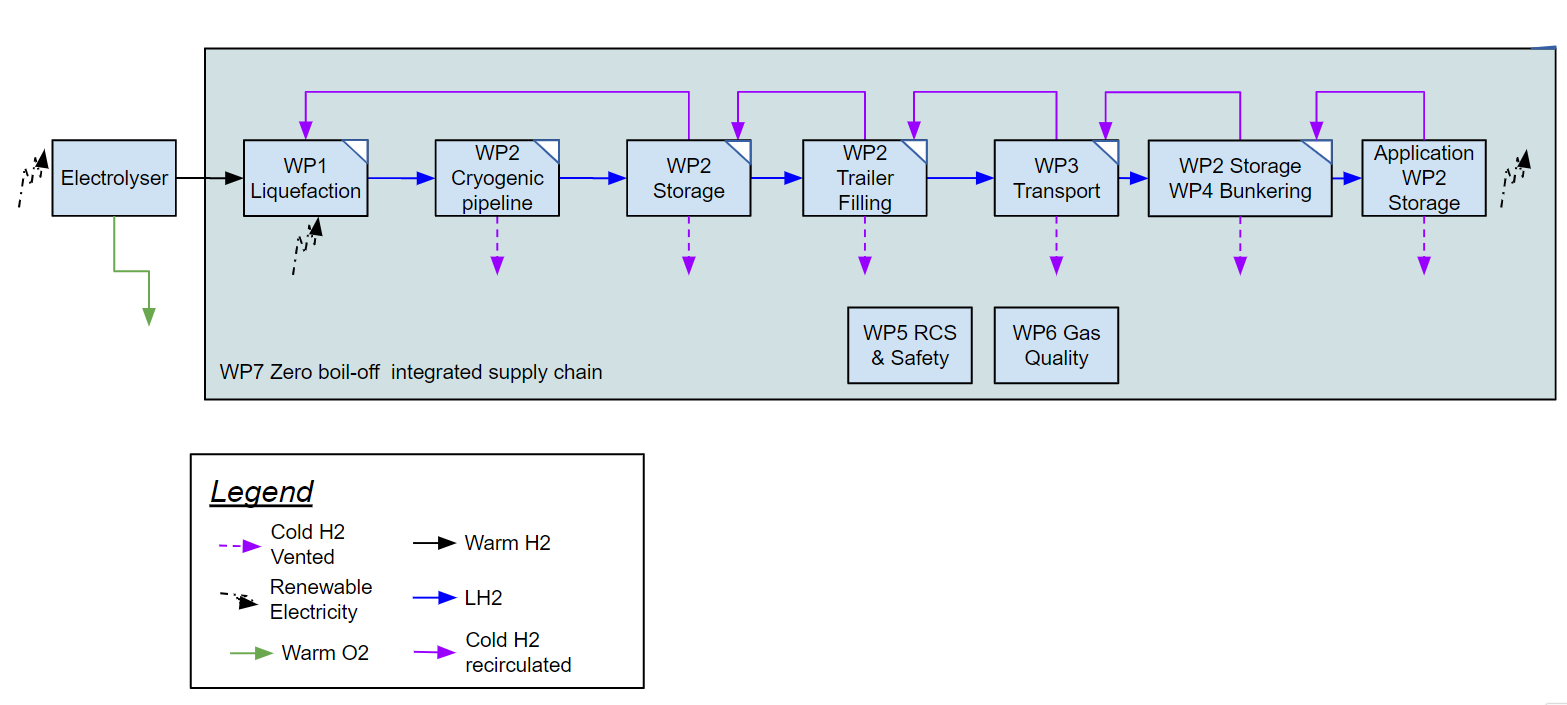 Electrolyser
WP1
Liquefaction
WP2
Cryogenic
pipeline
WP2
Storage
WP2
Trailer
Filling
WP3
Transport
WP2 Storage
WP4 Bunkering
Application
WP2
Storage
WP5 RCS
& Safety
WP6 Gas
Quality
WP7 Zero boil-off  integrated supply chain
Legend
Cold H2
Vented
Warm H2
Renewable
Electricity
LH2
Warm O2
Cold H2
recirculated